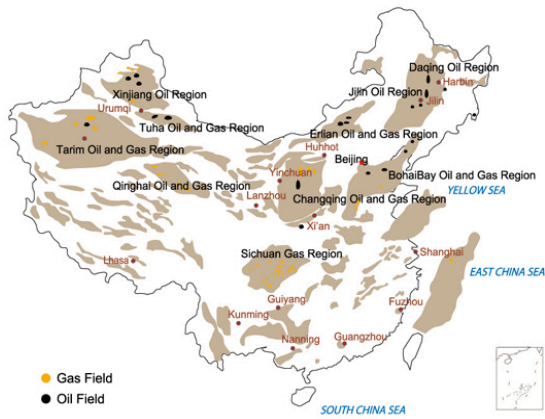 Daqing Oil Region
Harbin
Xinjiang Oil Region
Jilin Oil Region
Jilin
Urumqi
Tuha Oil and Gas Region
Erlian Oil and Gas Region
Tarim Oil and Gas Region
Huhhot
Beijing
Yinchuan
BohaiBay Oil and Gas Region
Qinghai Oil and Gas Region
YELLOW SEA
Lanzhou
Changqing Oil and Gas Region
Xi'an
Sichuan Gas Region
Shanghai
Lhasa
EAST CHINA SEA
Guiyang
Fuzhou
Kunming
Nanning
Guangzhou
Gas Field
Oil Field
SOUTH CHINA SEA